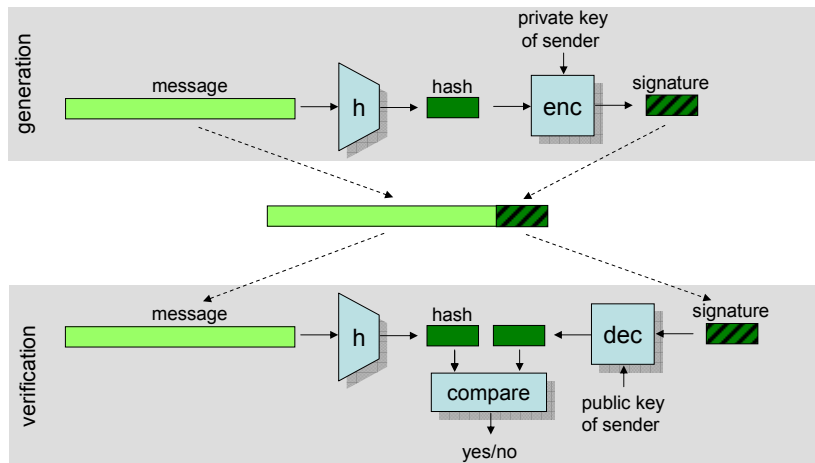 generation
private key
of sender
message
hash
signature
h
enc
verification
message
hash
signature
h
dec
compare
public key
of sender
yes/no